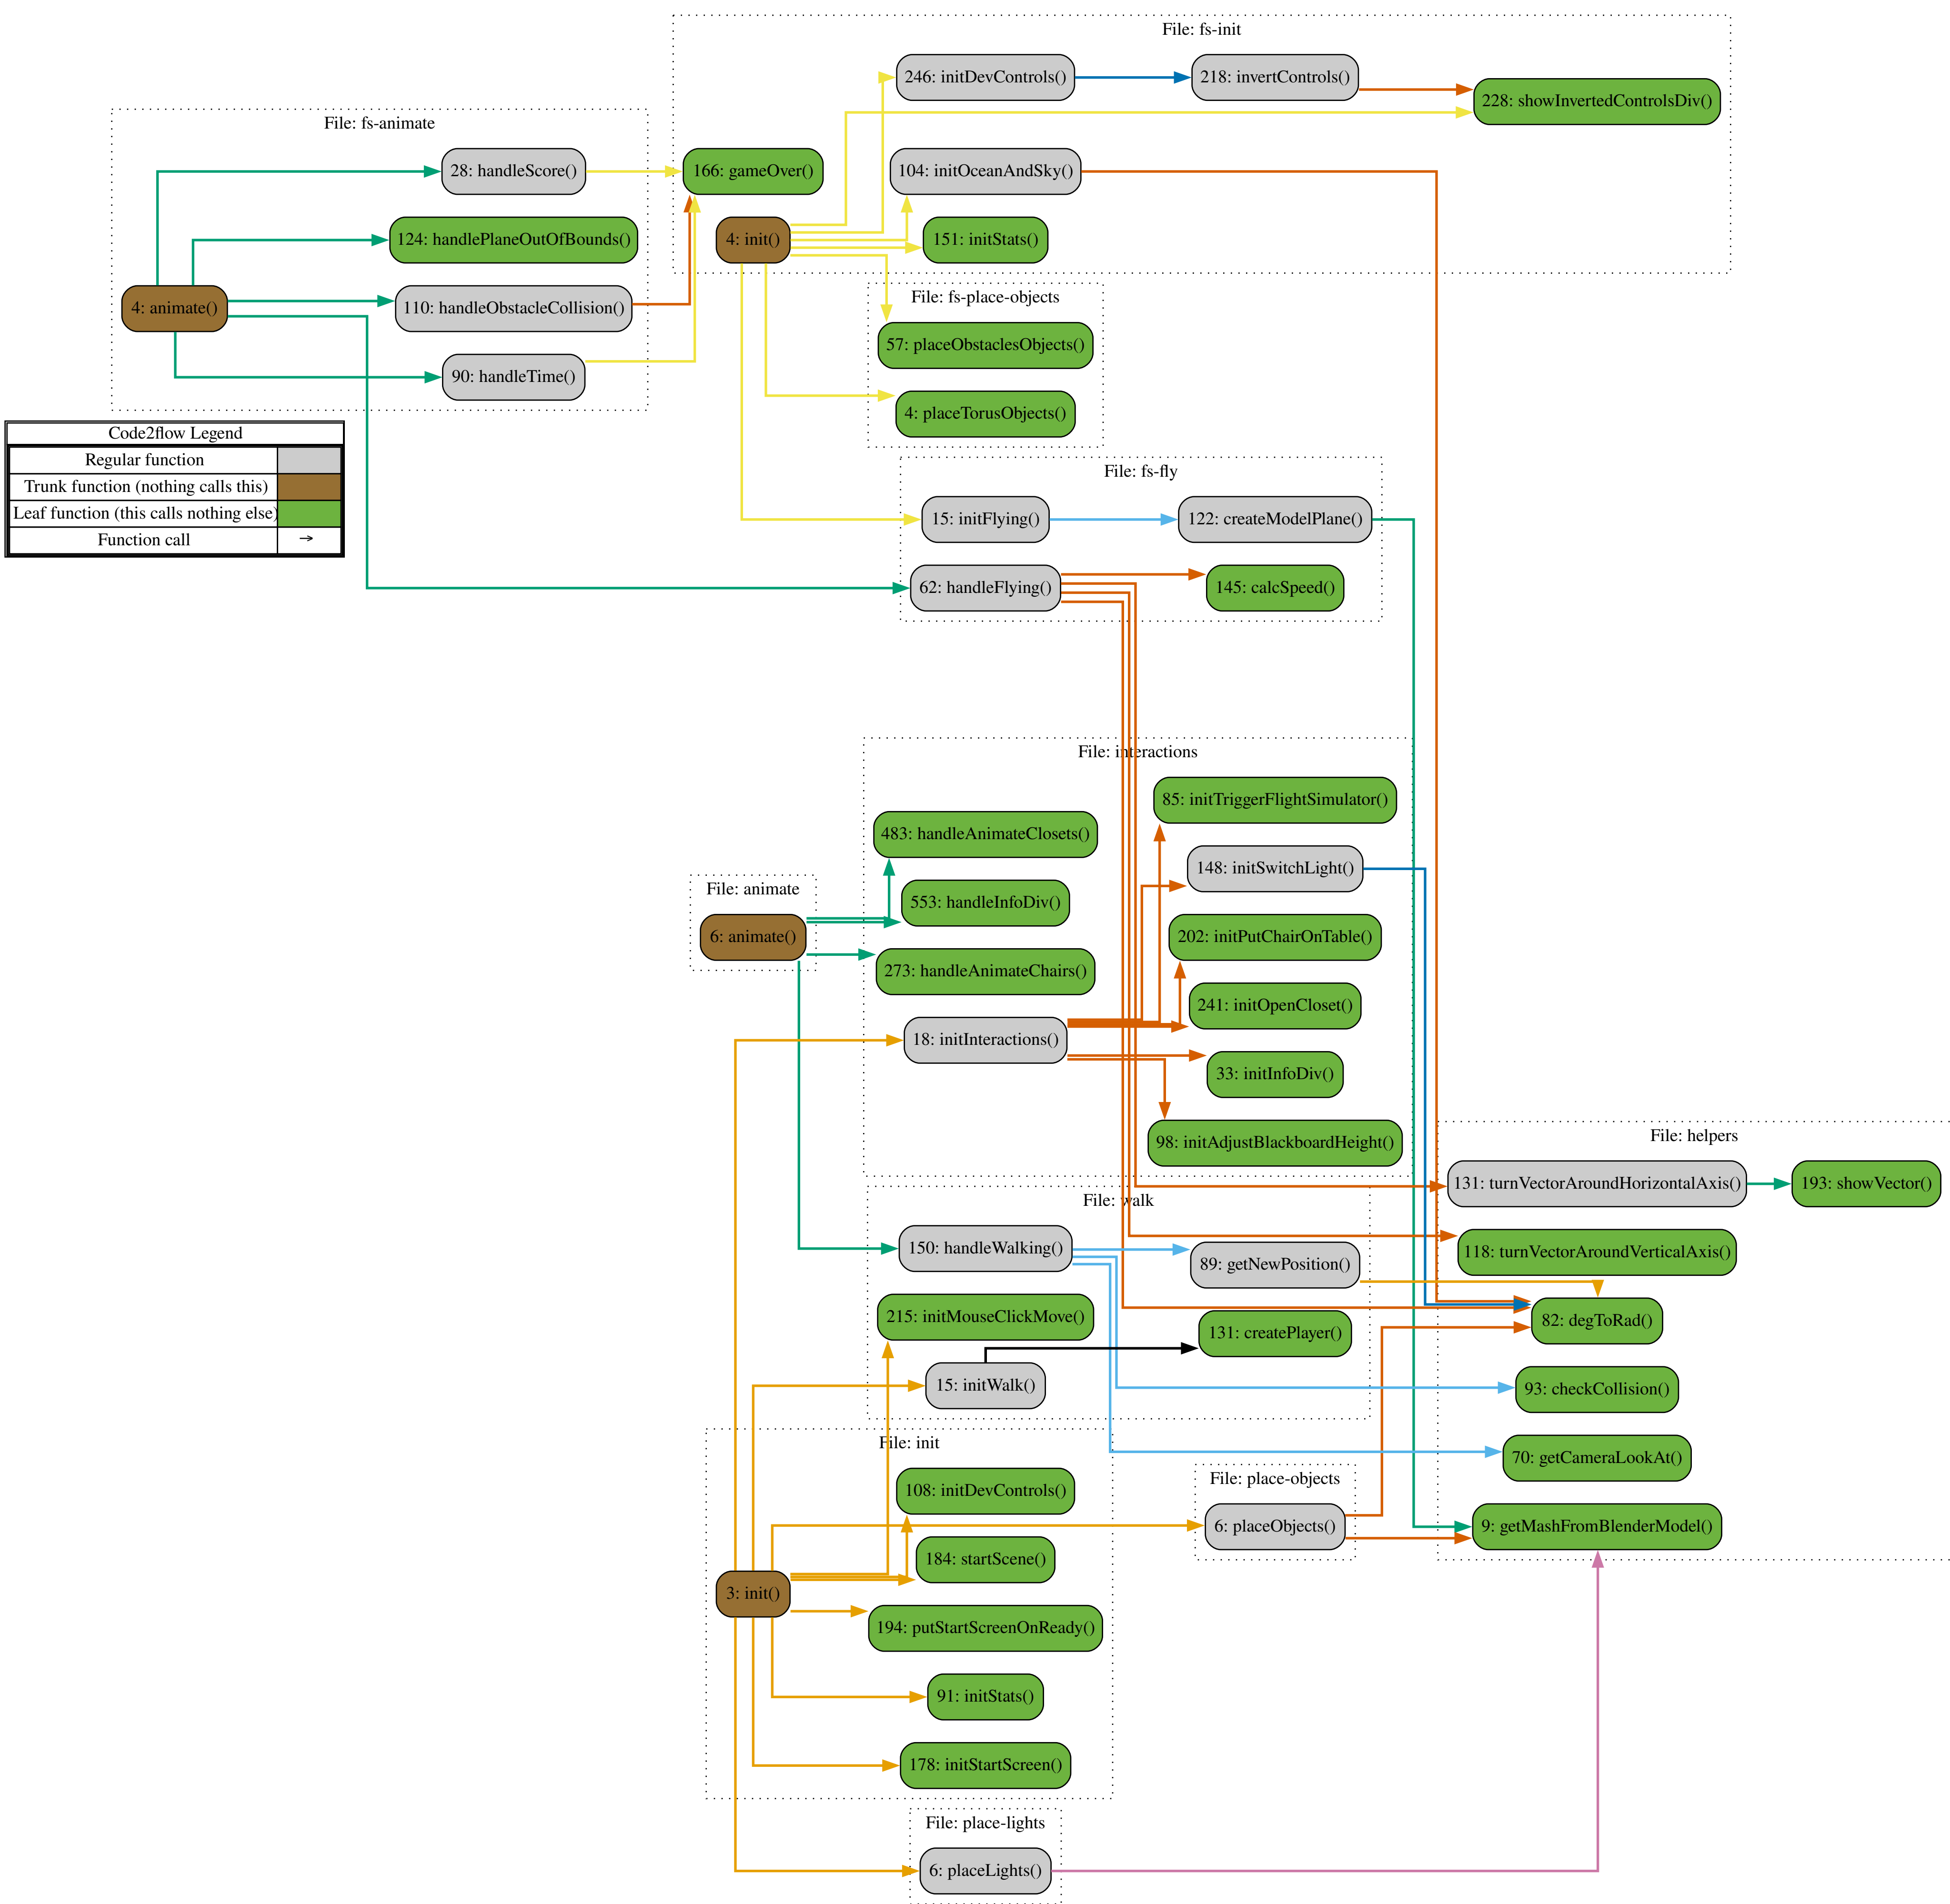 File: fs-init
246: initDevControls()
218: invertControls()
228: showInvertedControlsDiv()
166: gameOver()
104: initOceanAndSky()
4: init()
151: initStats()
File: fs-animate
28: handleScore()
124: handlePlaneOutOfBounds()
4: animate()
110: handleObstacleCollision()
90: handleTime()
File: fs-place-objects
57: placeObstaclesObjects()
4: placeTorusObjects()
Code2flow Legend
Regular function
Trunk function (nothing calls this)
Leaf function (this calls nothing else)
Function call →
File: fs-fly
15: initFlying()
122: createModelPlane()
62: handleFlying()
145: calcSpeed()
File: interactions
85: initTriggerFlightSimulator()
483: handleAnimateClosets()
148: initSwitchLight()
553: handleInfoDiv()
202: initPutChairOnTable()
273: handleAnimateChairs()
241: initOpenCloset()
18: initInteractions()
33: initInfoDiv()
98: initAdjustBlackboardHeight()
File: animate
6: animate()
File: helpers
131: turnVectorAroundHorizontalAxis()
193: showVector()
118: turnVectorAroundVerticalAxis()
82: degToRad()
93: checkCollision()
70: getCameraLookAt()
9: getMashFromBlenderModel()
File: walk
150: handleWalking()
89: getNewPosition()
215: initMouseClickMove()
131: createPlayer()
15: initWalk()
File: init
108: initDevControls()
184: startScene()
3: init()
194: putStartScreenOnReady()
91: initStats()
178: initStartScreen()
File: place-objects
6: placeObjects()
File: place-lights
6: placeLights()